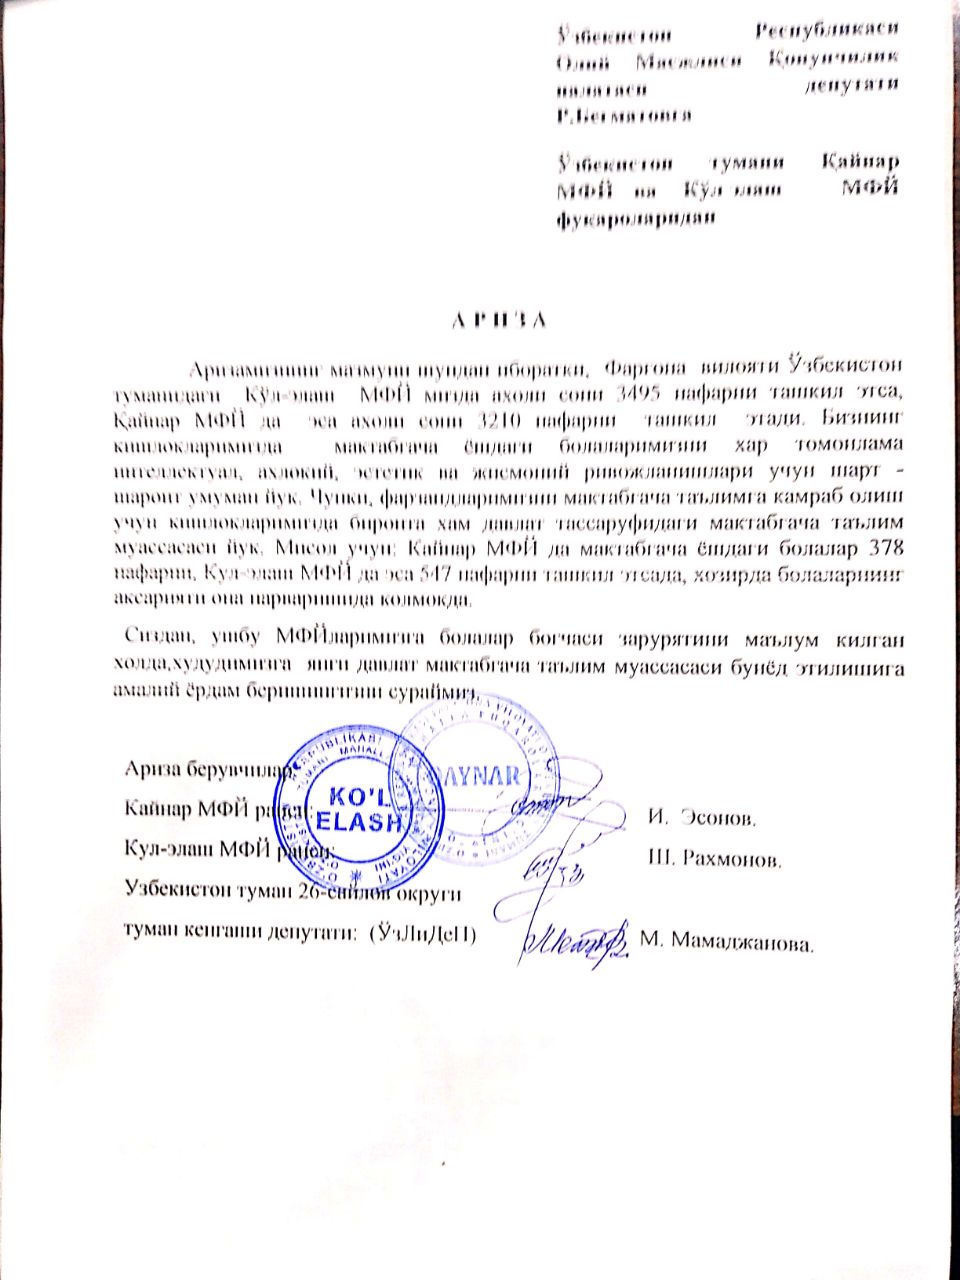 Ўзбекистон Республикаси
Олий Мажлиси Қонунчилик
палатаси депутати
Р.Бегматовга
Ўзбекистон тумани Қайнар
МФЙ ва Кўл элаш МФЙ
фукароларидан
А Р И З А
Аризамизнинг мазмуни шундан иборатки, Фаргона вилояти Ўзбекистон
туманидаги Кўл-элаш МФЙ мизда ахоли сони 3495 нафарни ташкил этса,
Қайнар МФЙ да эса ахоли сони 3210 нафарни ташкил этади. Бизнинг
кишлокларимизда мактабгача ёшдаги болаларимизни хар томонлама
интеллектуал, ахлокий, эстетик ва жисмоний ривожланишлари учун шарт -
шароит умуман йук. Чунки, фарзандларимизни мактабгача таълимга камраб олиш
учун кишлокларимизда биронта хам давлат тассаруфидаги мактабгача таълим
муассасаси йук. Мисол учун; Кайнар МФЙ да мактабгача ёшдаги болалар 378
нафарни, Кул-элаш МФЙ да эса 547 нафарни ташкил этсада, хозирда болаларнинг
аксарияти она парваришида колмокда.
Сиздан, ушбу МФЙларимизга болалар богчаси зарурятини маълум килган
холда,худудимизга янги давлат мактабгача таълим муассасаси бунёд этилишига
амалий ёрдам беришингизни сураймиз.
Ариза берувчилар:
Кайнар МФЙ раиси: И. Эсонов.
Кул-элаш МФЙ раиси: Ш. Рахмонов.
Узбекистон туман 26-сайлов округи
туман кенгаши депутати: (ЎзЛиДеП) М. Мамаджанова.
KO'L
ELASH
QAYNAR